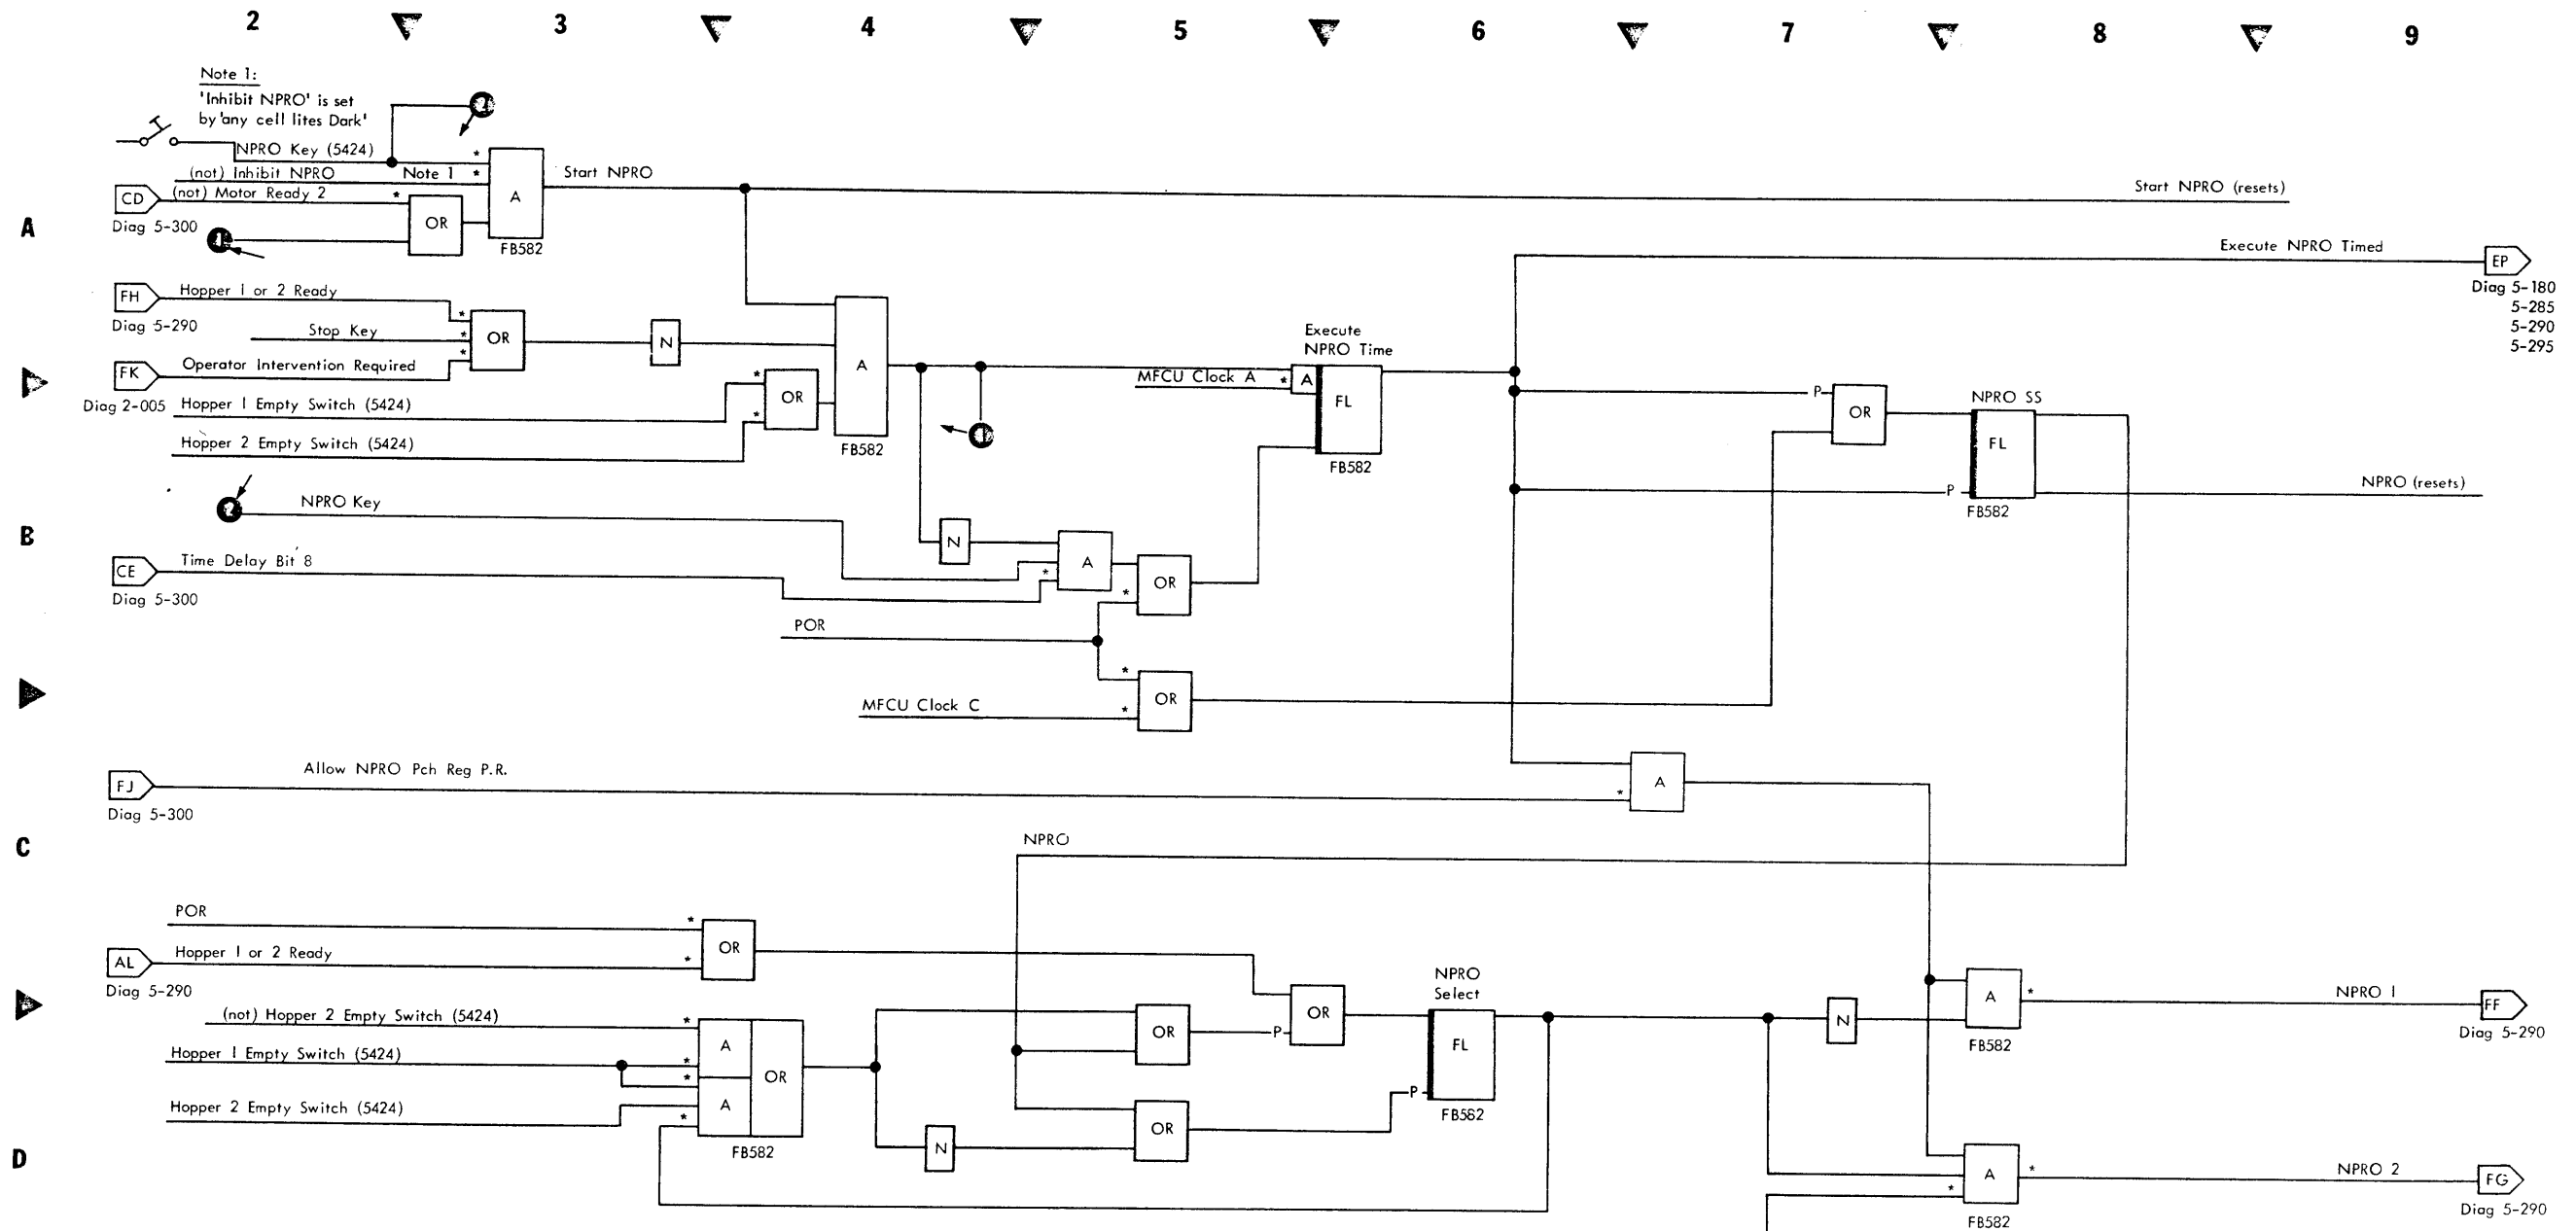 2 3 4 5 6 7 8 9
Note 1:
'Inhibit NPRO' is set
by 'any cell lites Dark'
2
NPRO Key (5424) *
(not) Inhibit NPRO Note 1 *
CD (not) Motor Ready 2 *
Diag 5-300
OR
A
FB582
Start NPRO
Start NPRO (resets)
A
1
Execute NPRO Timed
EP
Diag 5-180
5-285
5-290
5-295
FH Hopper 1 or 2 Ready
Diag 5-290
*
Stop Key *
*
OR
N
FK Operator Intervention Required
Diag 2-005
Hopper 1 Empty Switch (5424)
Hopper 2 Empty Switch (5424)
*
*
OR
A
FB582
1
Execute
NPRO Time
MFCU Clock A * A
FL
FB582
P
OR
NPRO SS
FL
P
FB582
NPRO (resets)
2
NPRO Key
B
CE Time Delay Bit 8
Diag 5-300
N
*
A
*
OR
POR
*
MFCU Clock C *
OR
FJ Allow NPRO Pch Reg P.R.
Diag 5-300
*
A
C
NPRO
POR *
AL Hopper 1 or 2 Ready *
Diag 5-290
OR
(not) Hopper 2 Empty Switch (5424) *
Hopper 1 Empty Switch (5424) *
*
Hopper 2 Empty Switch (5424)
*
A
A
OR
FB582
N
OR
OR
P
OR
NPRO
Select
FL
P
FB582
N
A
*
FB582
NPRO 1
FF
Diag 5-290
D
*
A
*
FB582
NPRO 2
FG
Diag 5-290